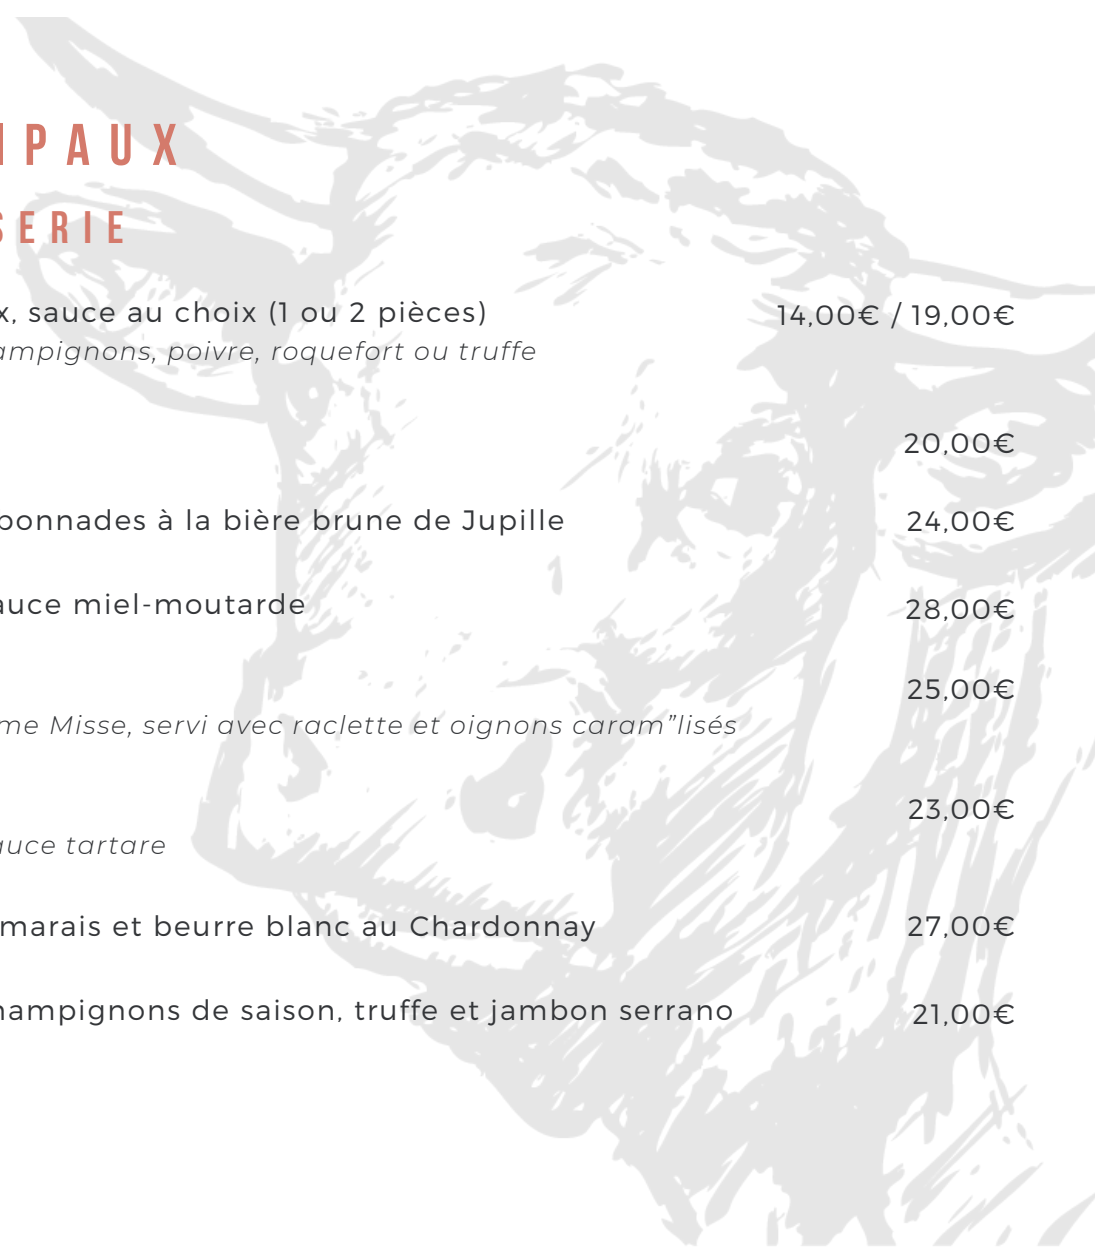 IPAUX
SERIE
x, sauce au choix (1 ou 2 pièces) 14,00€ / 19,00€
ampignons, poivre, roquefort ou truffe
20,00€
bonnades à la bière brune de Jupille 24,00€
auce miel-moutarde 28,00€
25,00€
me Misse, servi avec raclette et oignons caram”lisés
23,00€
auce tartare
marais et beurre blanc au Chardonnay 27,00€
hampignons de saison, truffe et jambon serrano 21,00€